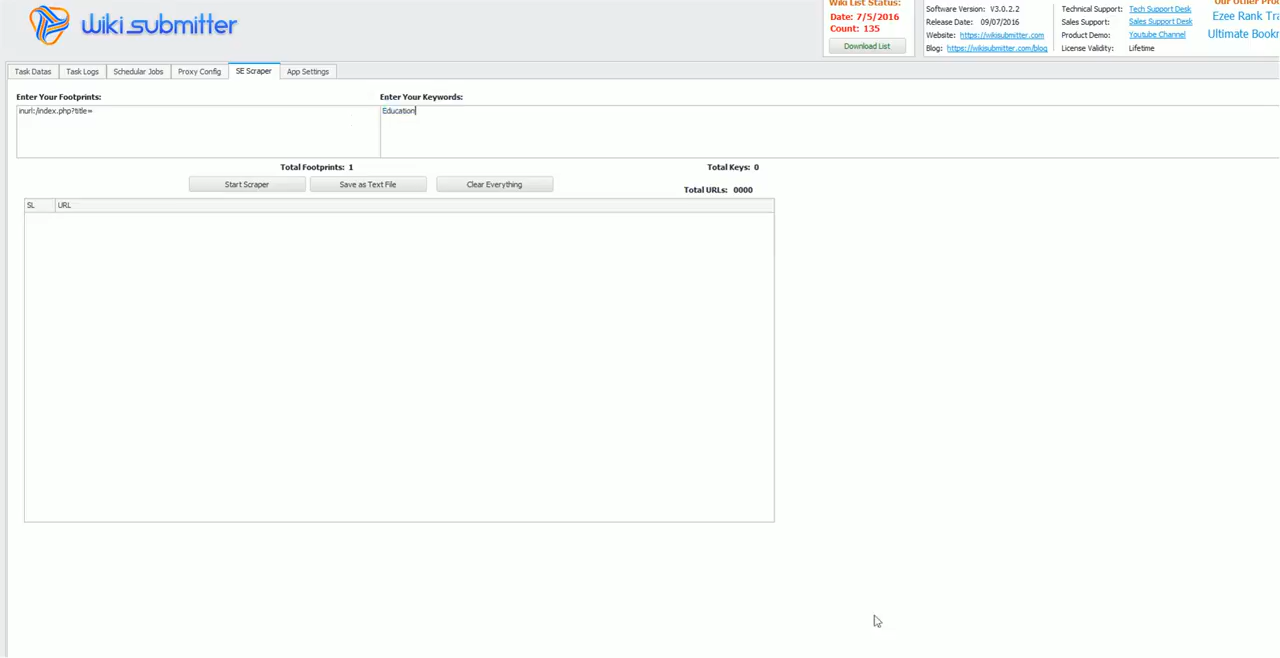 wiki submitter
Wiki List Status:
Date: 7/5/2016
Count: 135
Download List
Software Version: V3.0.2.2
Release Date: 09/07/2016
Website: https://wikisubmitter.com
Blog: https://wikisubmitter.com/blog
Technical Support: Tech Support Desk
Sales Support: Sales Support Desk
Product Demo: Youtube Channel
License Validity: Lifetime
Our Other Pro
Ezee Rank Tra
Ultimate Bookm
Task Datas Task Logs Schedular Jobs Proxy Config SE Scraper App Settings
Enter Your Footprints: Enter Your Keywords:
inurl:/index.php?title= Education
Total Footprints: 1 Total Keys: 0
Start Scraper Save as Text File Clear Everything Total URLs: 0000
SL URL